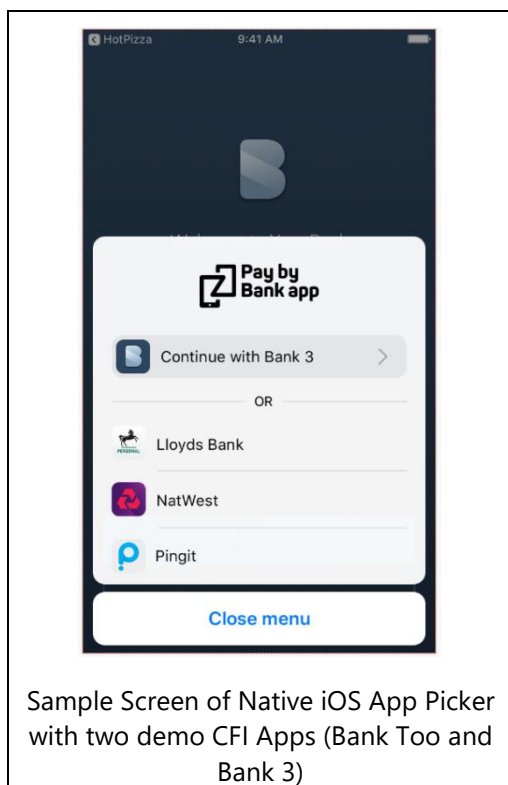 HotPizza 9:41 AM
Pay by
Bank app
Continue with Bank 3
OR
PERSONAL
Lloyds Bank
NatWest
Pingit
Close menu
Sample Screen of Native iOS App Picker
with two demo CFI Apps (Bank Too and
Bank 3)